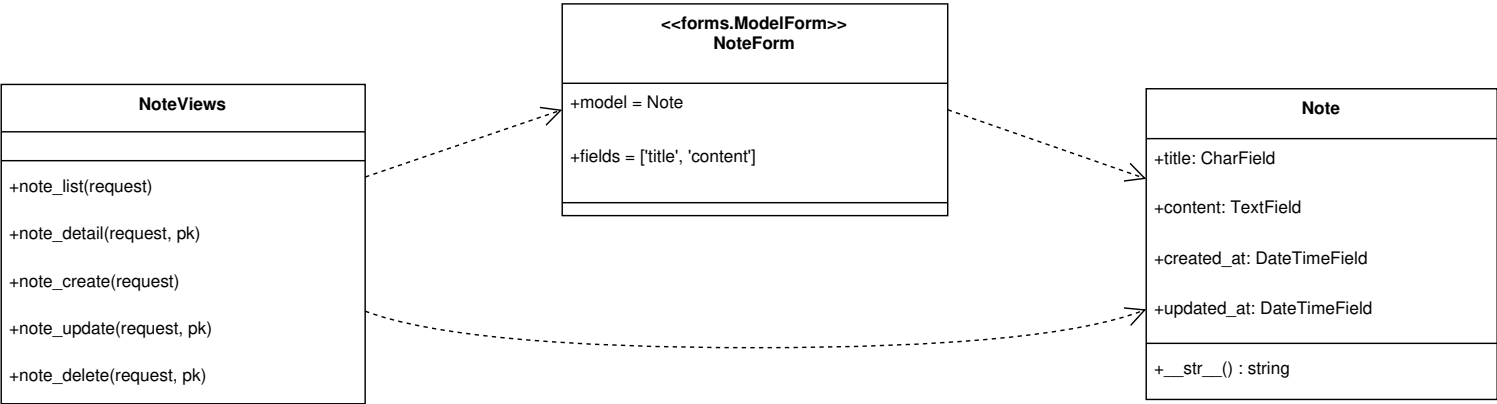 NoteViews
+note_list(request)
+note_detail(request, pk)
+note_create(request)
+note_update(request, pk)
+note_delete(request, pk)
<<forms.ModelForm>>
NoteForm
+model = Note
+fields = ['title', 'content']
Note
+title: CharField
+content: TextField
+created_at: DateTimeField
+updated_at: DateTimeField
+__str__() : string